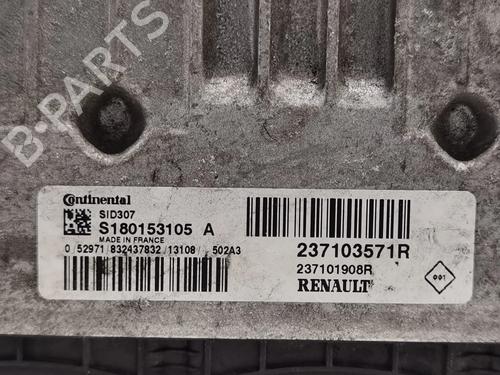 B-PARTS
Continental
SID307
S180153105 A
MADE IN FRANCE
0 / 52971 832437832 / 13108 502A3
237103571R
237101908R
RENAULT
001